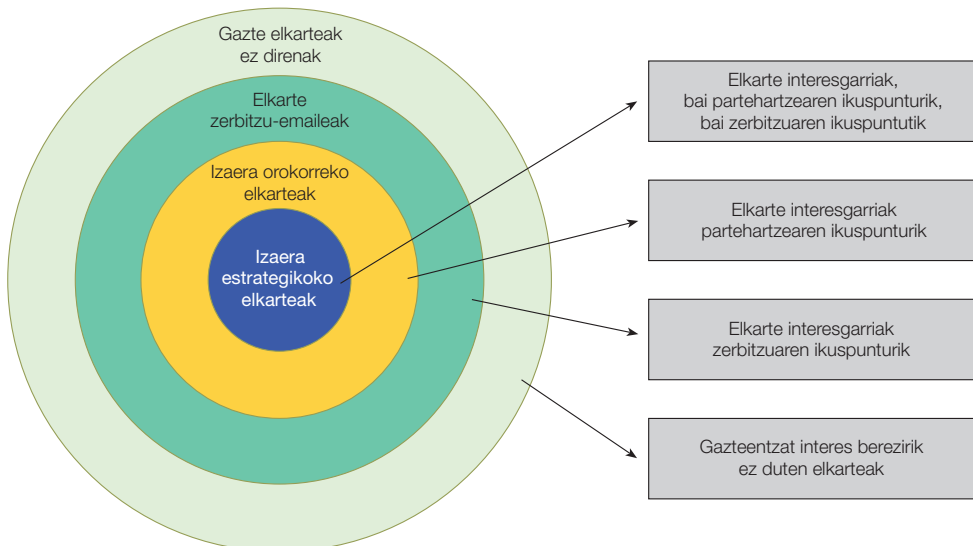 Gazte elkarteak
ez direnak
Elkarte
zerbitzu-emaileak
Izaera orokorreko
elkarteak
Izaera
estrategikoko
elkarteak
Elkarte interesgarriak,
bai partehartzearen ikuspunturik,
bai zerbitzuaren ikuspuntutik
Elkarte interesgarriak
partehartzearen ikuspunturik
Elkarte interesgarriak
zerbitzuaren ikuspunturik
Gazteentzat interes berezirik
ez duten elkarteak